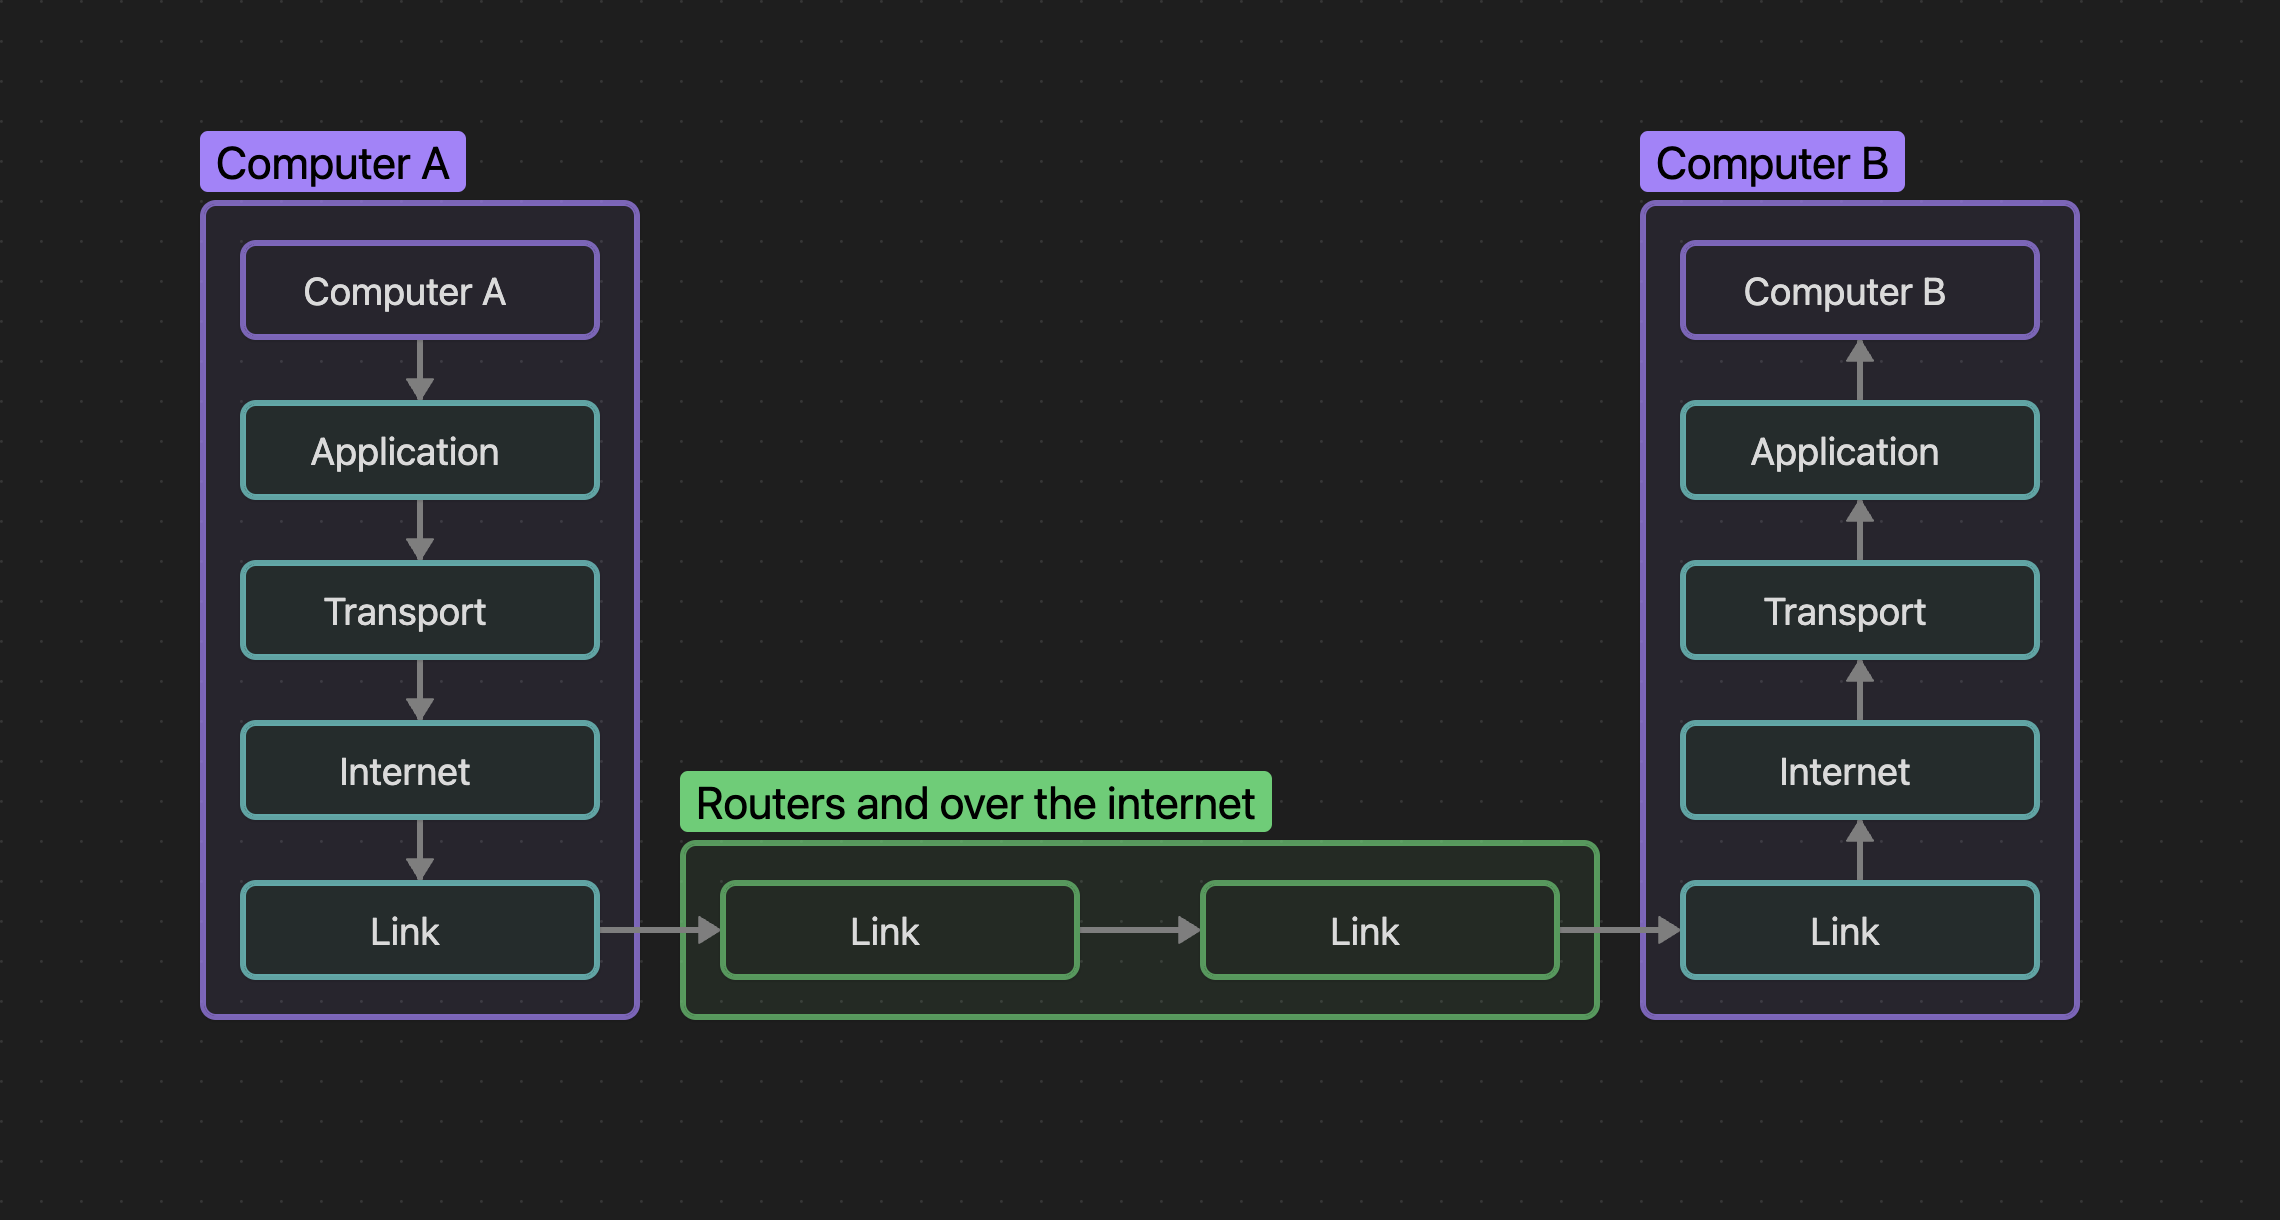 Computer A
Computer A
Application
Transport
Internet
Link
Routers and over the internet
Link
Link
Computer B
Computer B
Application
Transport
Internet
Link